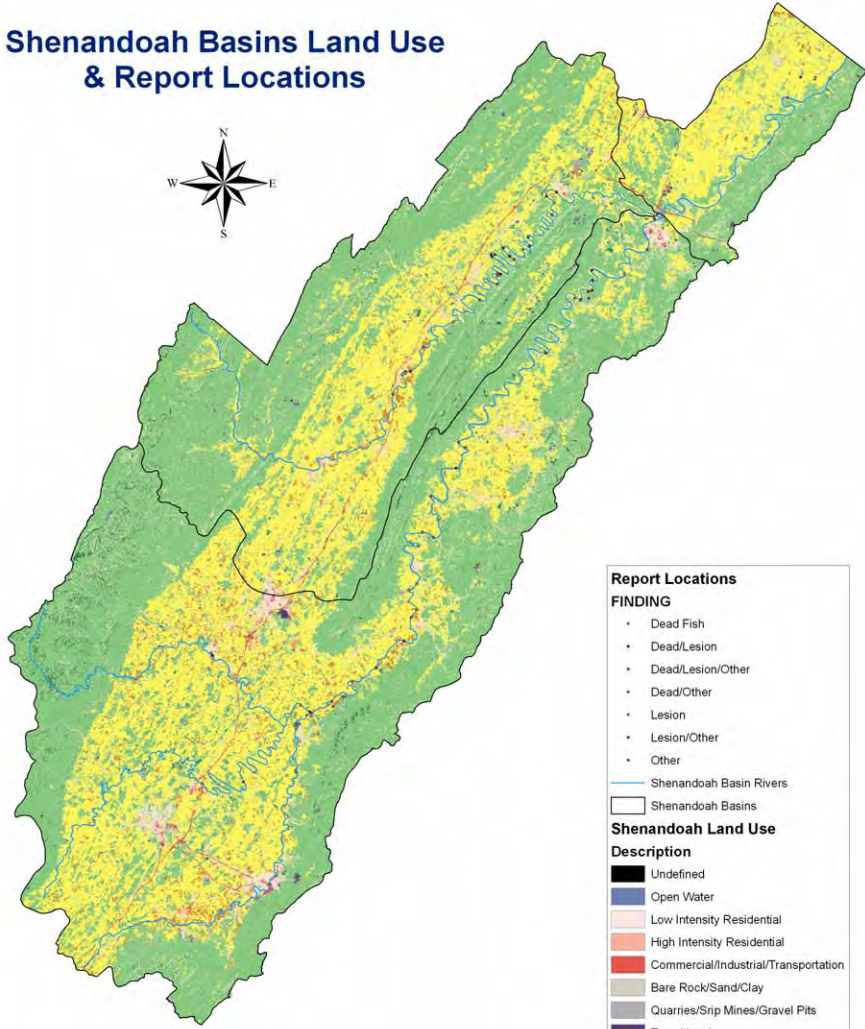 Shenandoah Basins Land Use
& Report Locations
N
W
E
S
Report Locations
FINDING
Dead Fish
Dead/Lesion
Dead/Lesion/Other
Dead/Other
Lesion
Lesion/Other
Other
Shenandoah Basin Rivers
Shenandoah Basins
Shenandoah Land Use
Description
Undefined
Open Water
Low Intensity Residential
High Intensity Residential
Commercial/Industrial/Transportation
Bare Rock/Sand/Clay
Quarries/Srip Mines/Gravel Pits